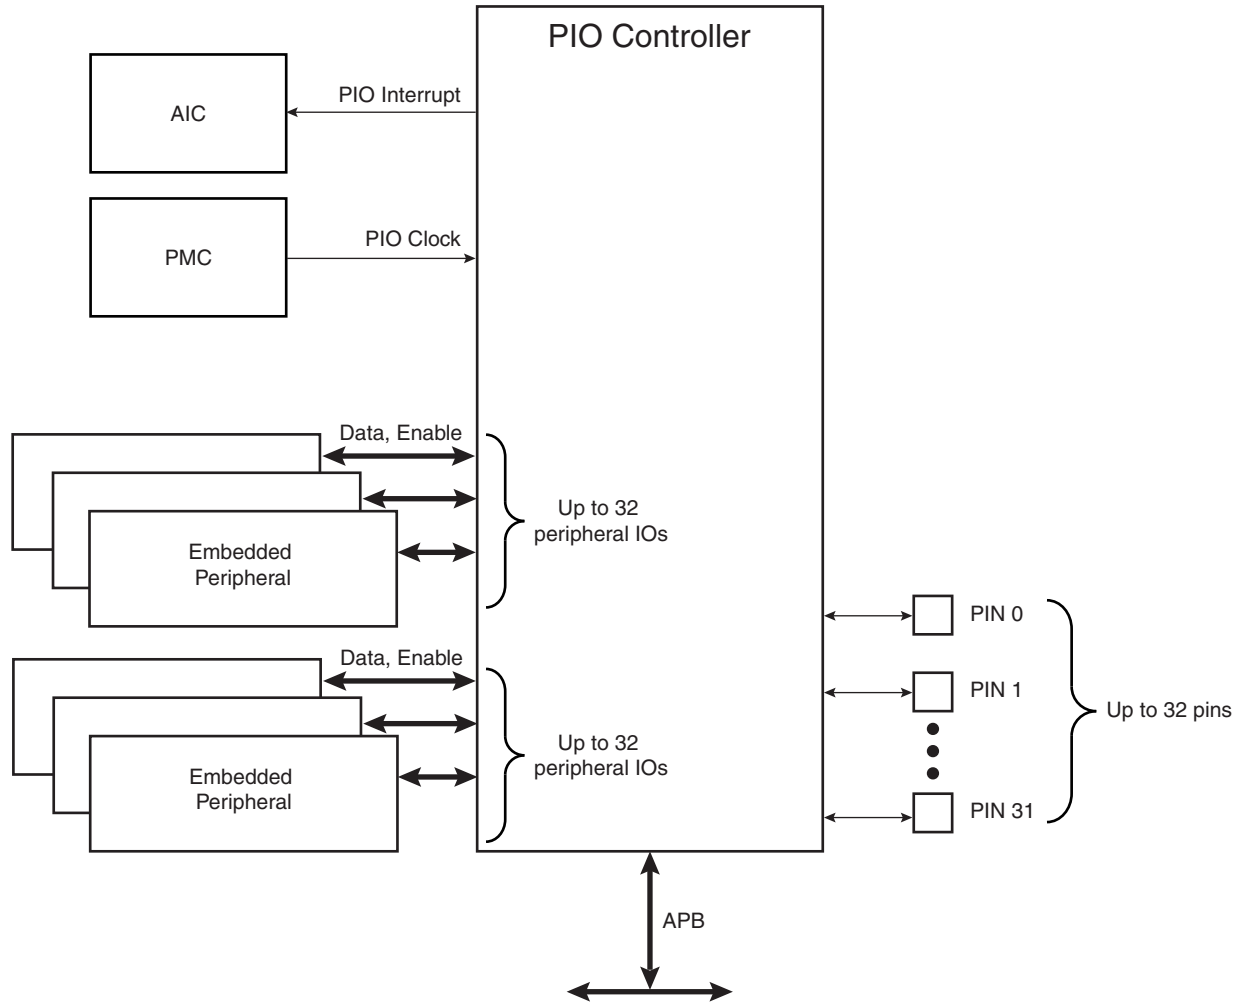 PIO Controller
AIC
PIO Interrupt
PMC
PIO Clock
Data, Enable
Embedded
Peripheral
Up to 32
peripheral IOs
Data, Enable
Embedded
Peripheral
Up to 32
peripheral IOs
PIN 0
PIN 1
PIN 31
Up to 32 pins
APB